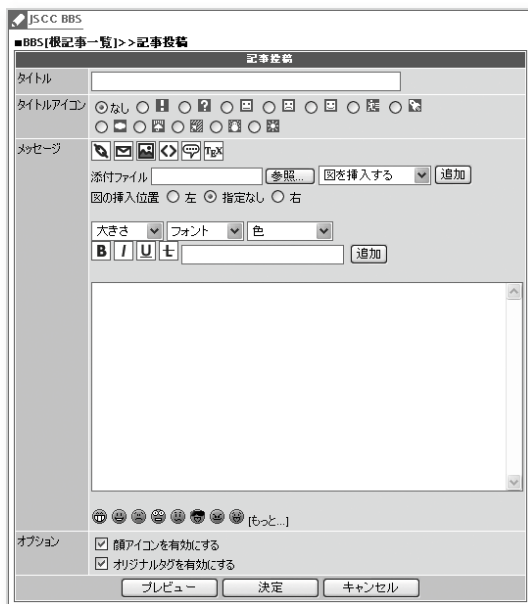 JSCC BBS
■BBS[根記事一覧]>>記事投稿
記事投稿
タイトル
タイトルアイコン なし
メッセージ
TEX
添付ファイル 参照... 図を挿入する 追加
図の挿入位置 左 指定なし 右
大きさ フォント 色
B I U t 追加
[もっと...]
オプション 顔アイコンを有効にする
オリジナルタグを有効にする
プレビュー 決定 キャンセル